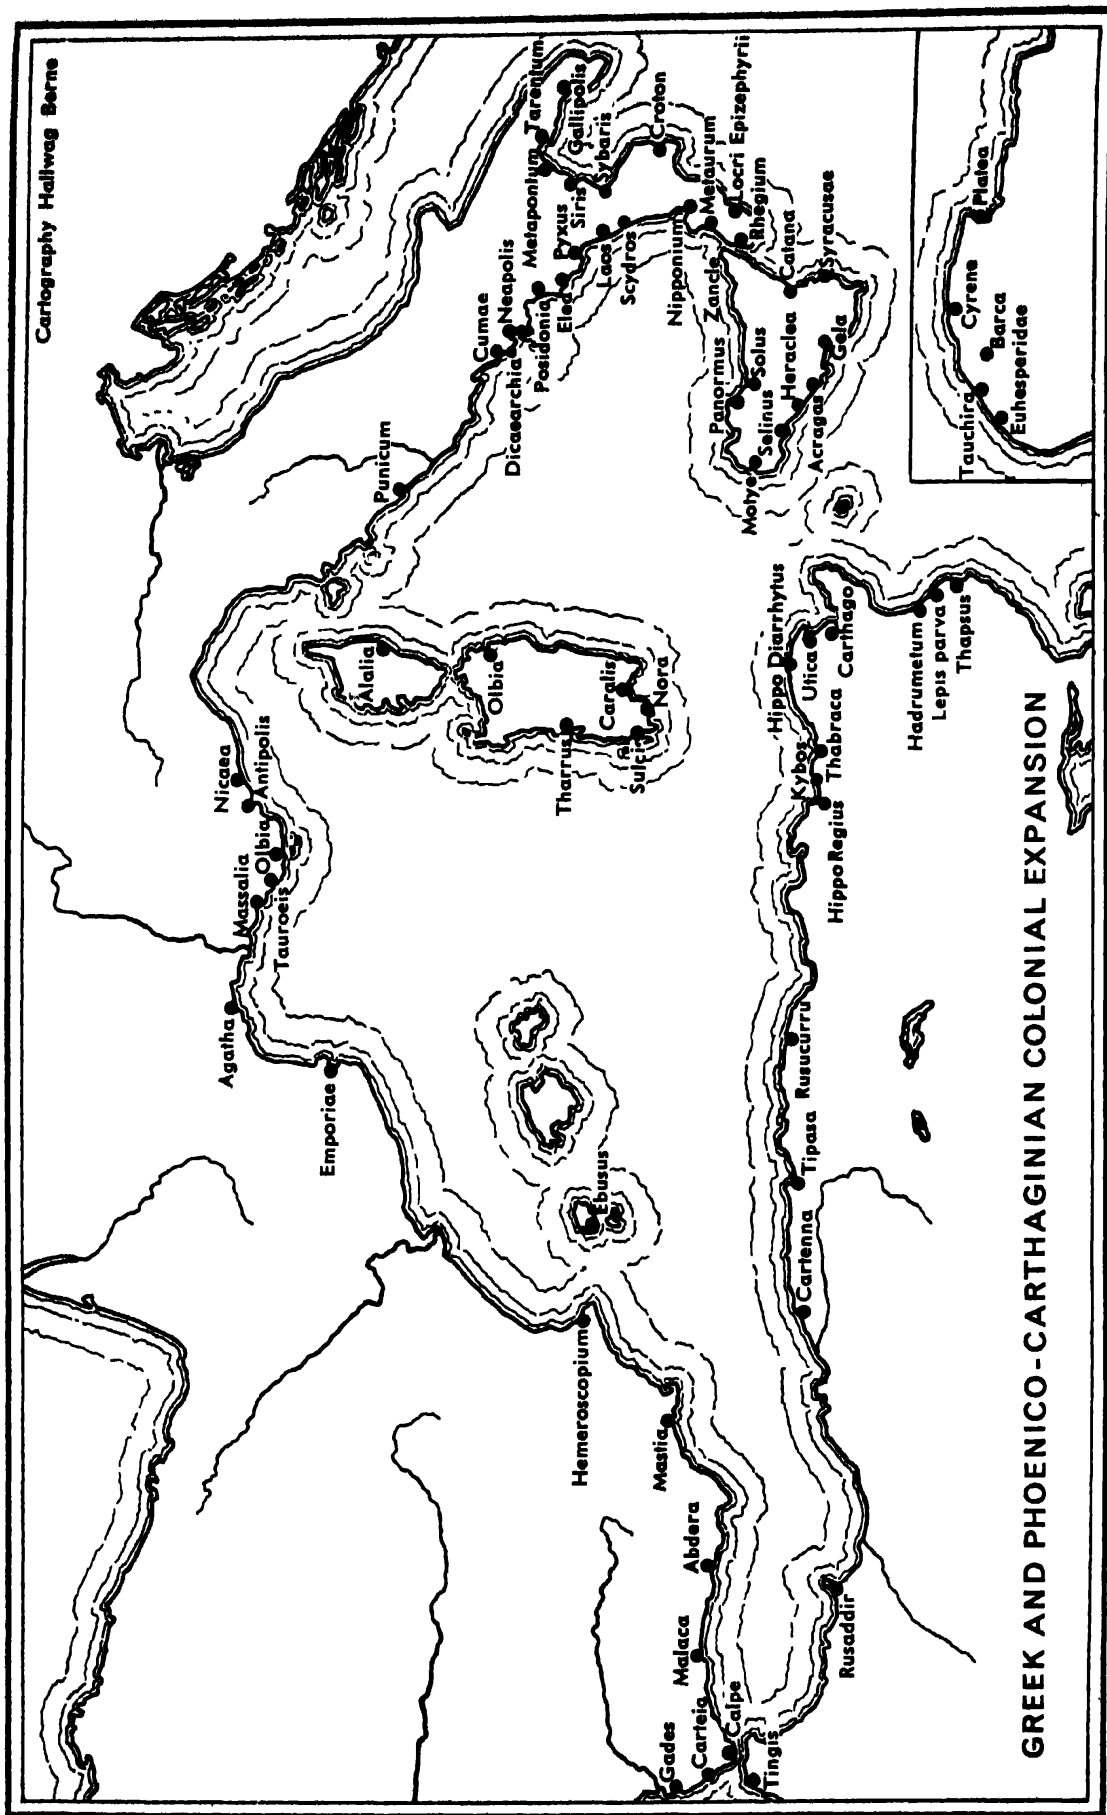 Cartography Hallwag Berne
Tarentum
Gallipolis
Metapontum
Siris
Sybaris
Croton
Pyxus
Laos
Scydros
Elea
Posidonia
Neapolis
Cumae
Dicaearchia
Punicum
Nipponium
Metaurum
Locri Epizephyrii
Rhegium
Zancle
Catana
Syracusae
Gela
Heraclea
Acragas
Selinus
Solus
Panormus
Motye
Platea
Cyrene
Barca
Tauchira
Euhesperidae
Nicaea
Antipolis
Olbia
Massalia
Tauroeis
Agatha
Emporiae
Alalia
Olbia
Caralis
Nora
Tharrus
Sulci
Hippo Diarrhytus
Utica
Carthago
Hadrumetum
Lepis parva
Thapsus
Kybos
Thabraca
Hippo Regius
Rusucurru
Tipasa
Cartenna
Ebusus
Hemeroscopium
Mastia
Abdera
Malaca
Gades
Carteia
Calpe
Tingis
Rusaddir
GREEK AND PHOENICO-CARTHAGINIAN COLONIAL EXPANSION